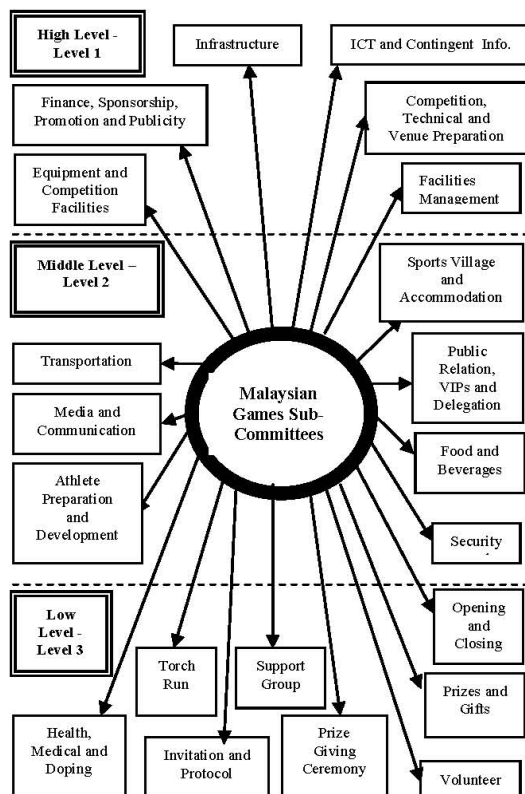 High Level -
Level 1
Infrastructure
ICT and Contingent Info.
Finance, Sponsorship,
Promotion and Publicity
Competition,
Technical and
Venue Preparation
Equipment and
Competition
Facilities
Facilities
Management
Middle Level –
Level 2
Sports Village
and
Accommodation
Transportation
Public
Relation,
VIPs and
Delegation
Malaysian
Games Sub-
Committees
Media and
Communication
Food and
Beverages
Athlete
Preparation
and
Development
Security
Low
Level -
Level 3
Opening
and
Closing
Torch
Run
Support
Group
Prizes and
Gifts
Health,
Medical and
Doping
Invitation and
Protocol
Prize
Giving
Ceremony
Volunteer